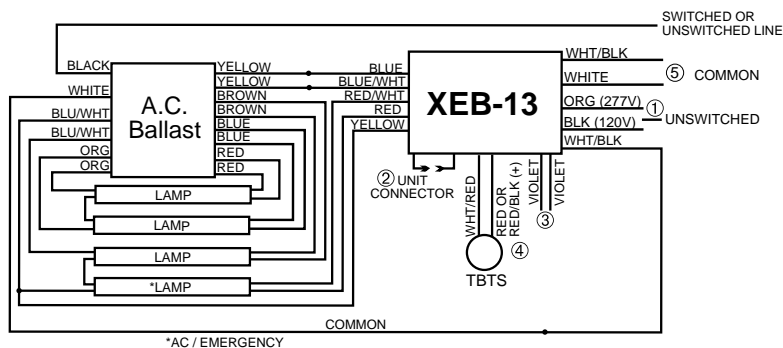 SWITCHED OR
UNSWITCHED LINE
BLACK
WHITE
BLU/WHT
BLU/WHT
ORG
ORG
A.C.
Ballast
YELLOW
YELLOW
BROWN
BROWN
BLUE
BLUE
RED
RED
BLUE
BLUE/WHT
RED/WHT
RED
YELLOW
XEB-13
WHT/BLK
WHITE
5 COMMON
ORG (277V)
1
UNSWITCHED
BLK (120V)
WHT/BLK
2 UNIT
CONNECTOR
WHT/RED
RED OR
RED/BLK (+)
VIOLET
VIOLET
3
4
TBTS
LAMP
LAMP
LAMP
*LAMP
COMMON
*AC / EMERGENCY